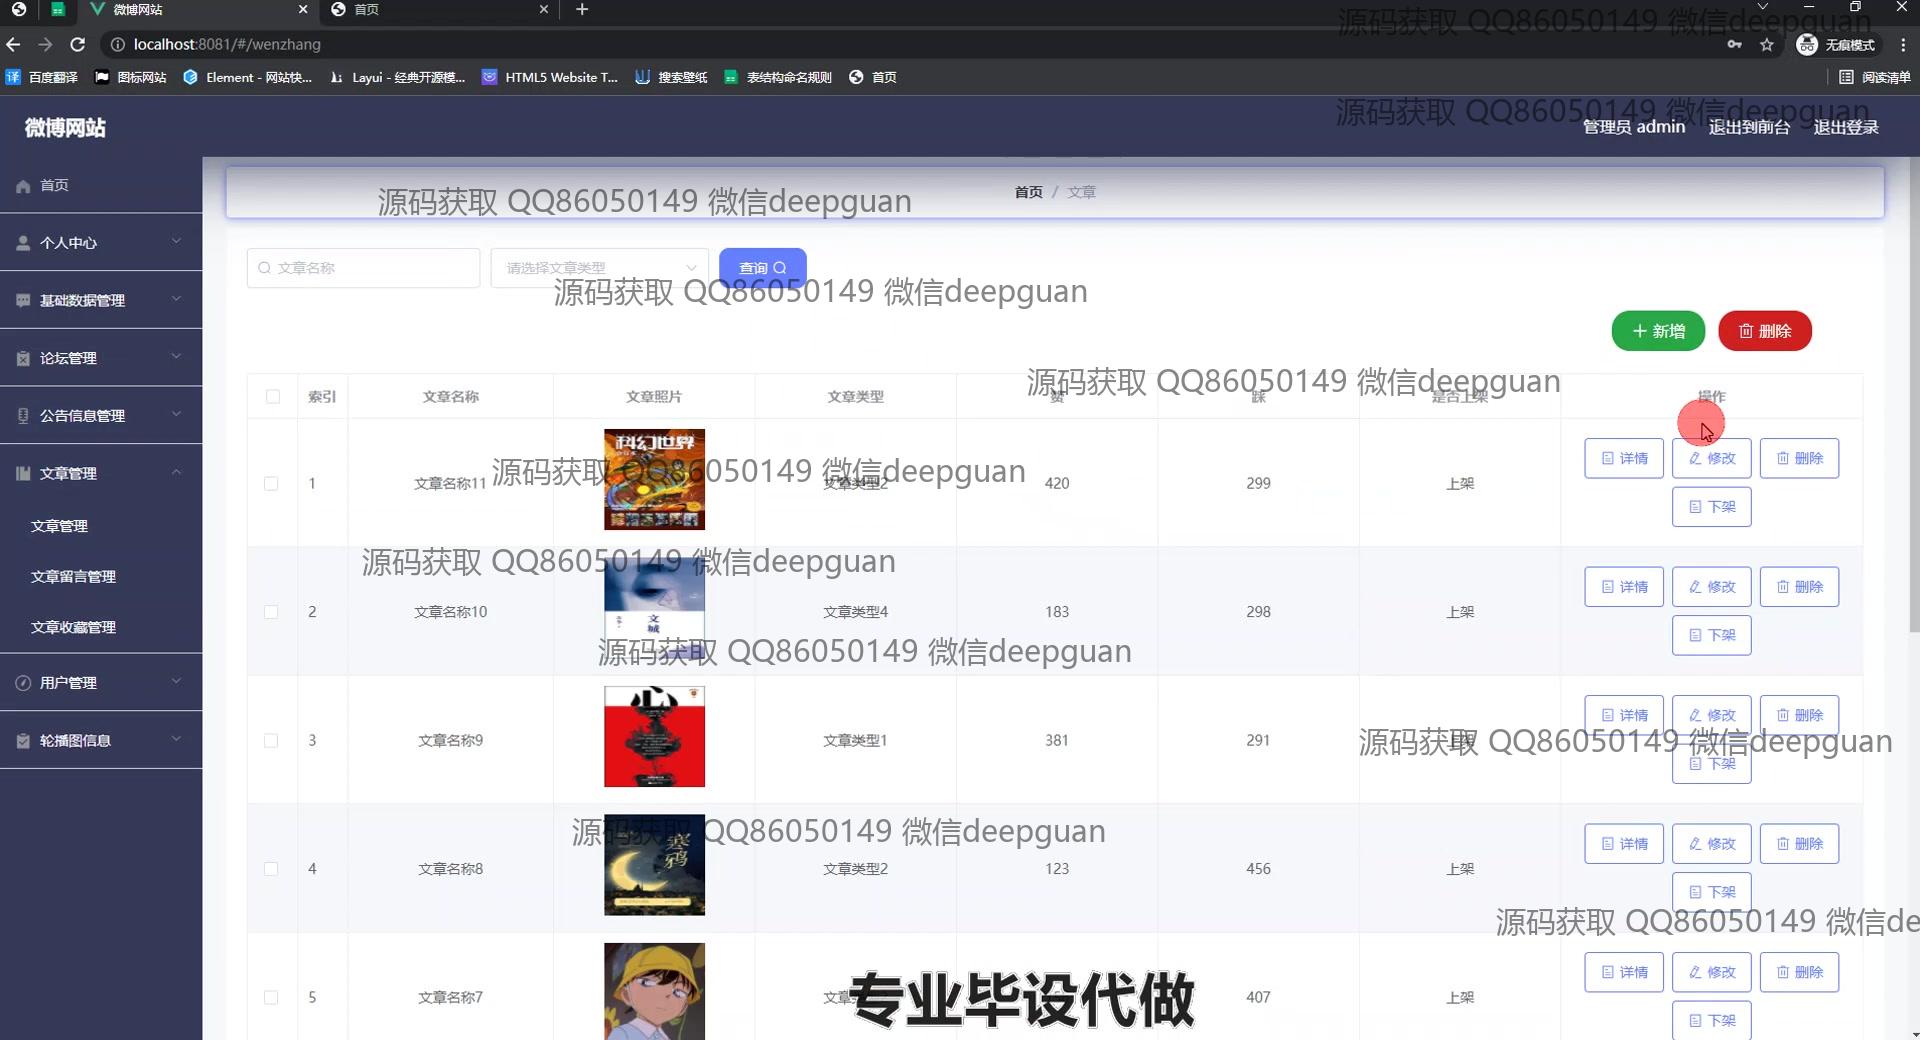 微博网站
首页
localhost:8081/#/wenzhang
无痕模式
百度翻译
图标网站
Element - 网站快...
Layui - 经典开源模...
HTML5 Website T...
搜索壁纸
表结构命名规则
首页
阅读清单
源码获取 QQ86050149 微信deepguan
源码获取 QQ86050149 微信deepguan
微博网站
管理员 admin 退出到前台 退出登录
首页
个人中心
基础数据管理
论坛管理
公告信息管理
文章管理
文章管理
文章留言管理
文章收藏管理
用户管理
轮播图信息
首页 / 文章
源码获取 QQ86050149 微信deepguan
文章名称 请选择文章类型 查询
源码获取 QQ86050149 微信deepguan
新增 删除
源码获取 QQ86050149 微信deepguan
索引 文章名称 文章照片 文章类型 赞 踩 是否上架 操作
1 文章名称11 科幻世界 文章类型2 420 299 上架 详情 修改 删除
下架
源码获取 QQ86050149 微信deepguan
源码获取 QQ86050149 微信deepguan
2 文章名称10 文城 文章类型4 183 298 上架 详情 修改 删除
下架
源码获取 QQ86050149 微信deepguan
3 文章名称9 心 文章类型1 381 291 上架 详情 修改 删除
下架
源码获取 QQ86050149 微信deepguan
源码获取 QQ86050149 微信deepguan
4 文章名称8 寒鸦 文章类型2 123 456 上架 详情 修改 删除
下架
源码获取 QQ86050149 微信de
5 文章名称7 407 上架 详情 修改 删除
下架
专业毕设代做